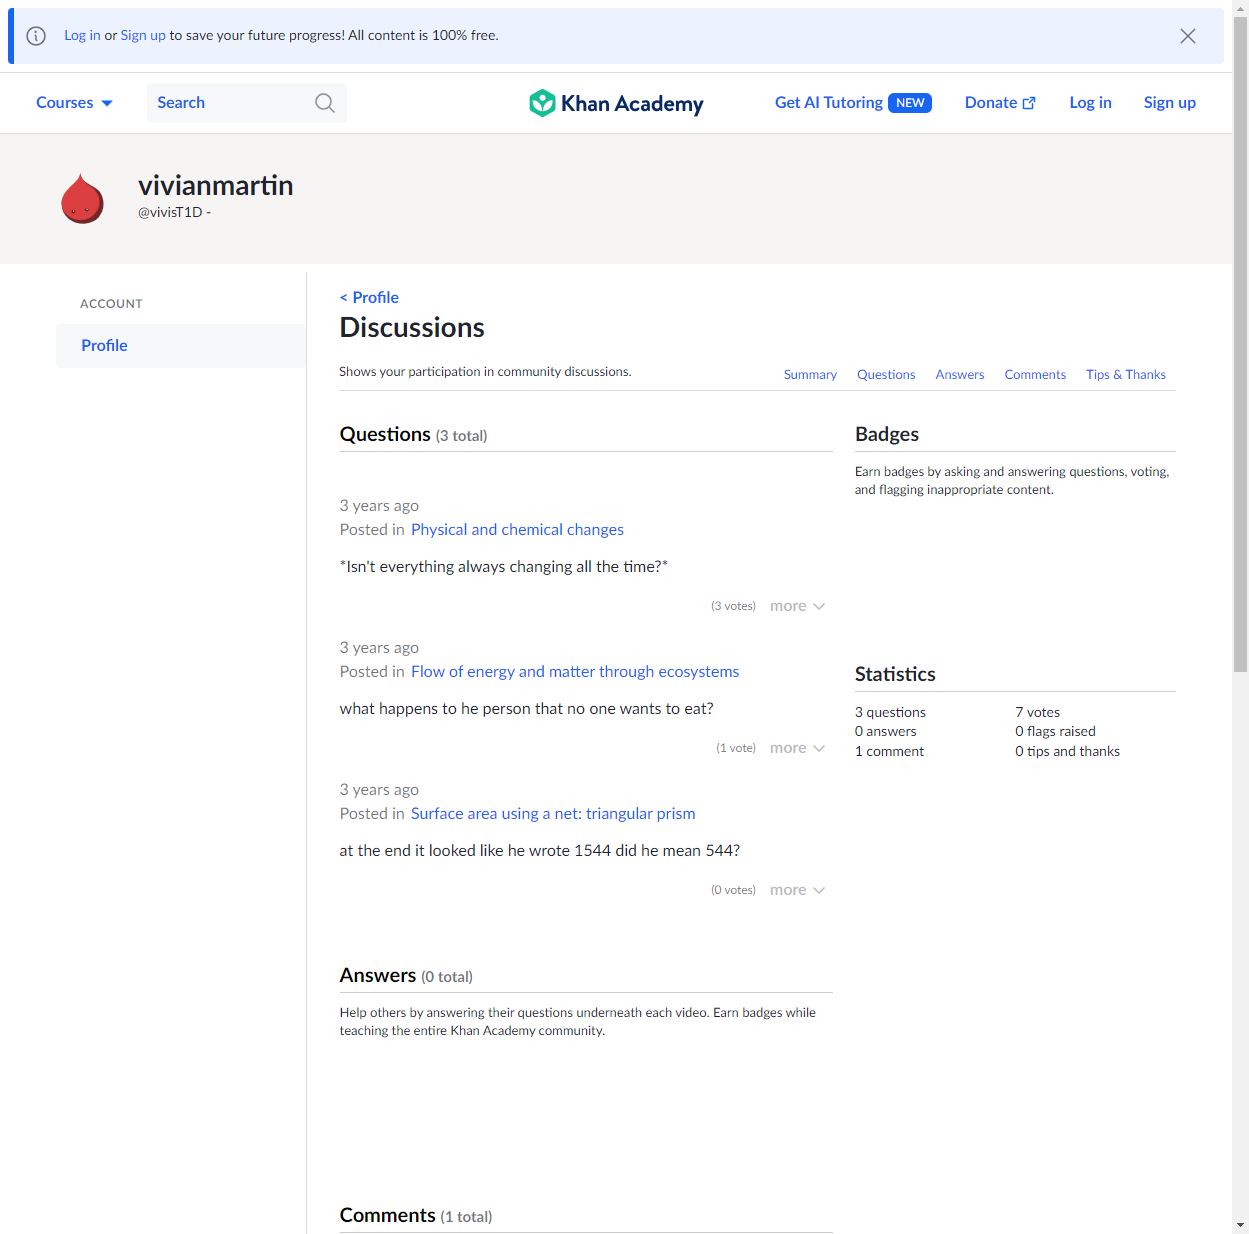 Log in or Sign up to save your future progress! All content is 100% free.
Courses
Search
Khan Academy
Get AI Tutoring NEW
Donate
Log in
Sign up
vivianmartin
@vivisT1D -
ACCOUNT
Profile
< Profile
Discussions
Shows your participation in community discussions.
Summary
Questions
Answers
Comments
Tips & Thanks
Questions (3 total)
3 years ago
Posted in Physical and chemical changes
*Isn't everything always changing all the time?*
(3 votes) more
3 years ago
Posted in Flow of energy and matter through ecosystems
what happens to he person that no one wants to eat?
(1 vote) more
3 years ago
Posted in Surface area using a net: triangular prism
at the end it looked like he wrote 1544 did he mean 544?
(0 votes) more
Answers (0 total)
Help others by answering their questions underneath each video. Earn badges while
teaching the entire Khan Academy community.
Comments (1 total)
Badges
Earn badges by asking and answering questions, voting,
and flagging inappropriate content.
Statistics
3 questions
7 votes
0 answers
0 flags raised
1 comment
0 tips and thanks